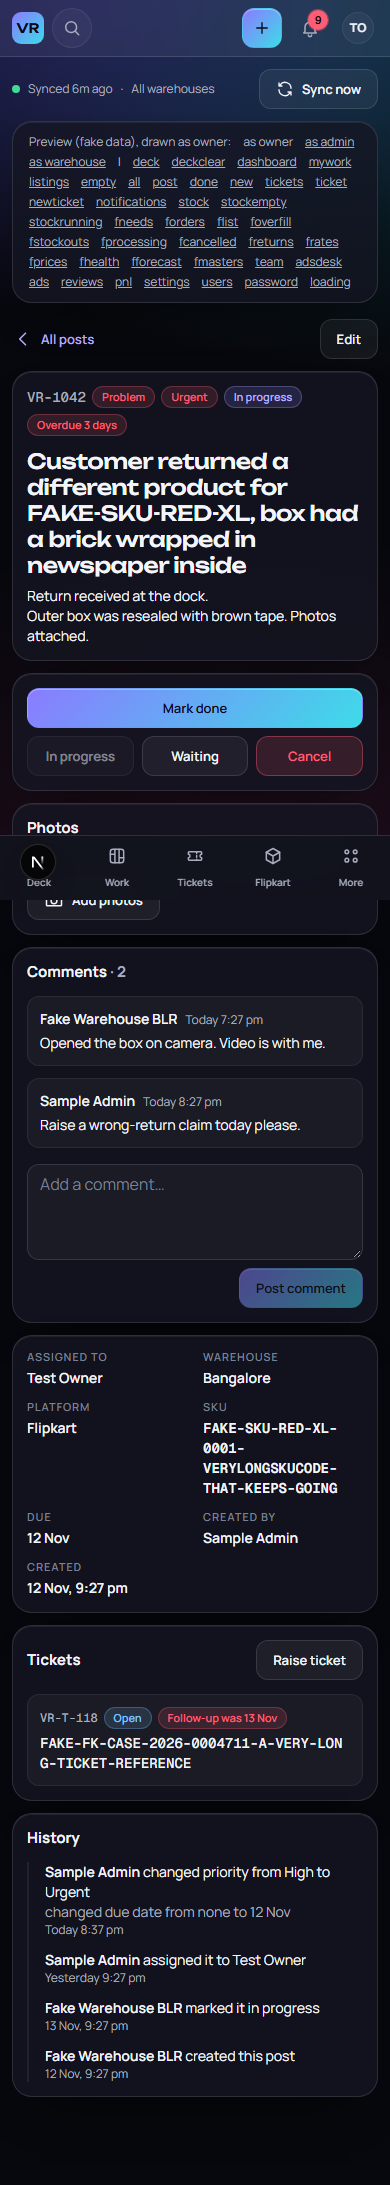 VR
9
TO
Synced 6m ago · All warehouses
Sync now
Preview (fake data), drawn as owner: as owner as admin
as warehouse | deck deckclear dashboard mywork
listings empty all post done new tickets ticket
newticket notifications stock stockempty
stockrunning fneeds forders flist foverfill
fstockouts fprocessing fcancelled freturns frates
fprices fhealth fforecast fmasters team adsdesk
ads reviews pnl settings users password loading
All posts
Edit
VR-1042 Problem Urgent In progress
Overdue 3 days
Customer returned a
different product for
FAKE-SKU-RED-XL, box had
a brick wrapped in
newspaper inside
Return received at the dock.
Outer box was resealed with brown tape. Photos
attached.
Mark done
In progress Waiting Cancel
Photos
N
Deck Work Tickets Flipkart More
Add photos
Comments · 2
Fake Warehouse BLR Today 7:27 pm
Opened the box on camera. Video is with me.
Sample Admin Today 8:27 pm
Raise a wrong-return claim today please.
Add a comment...
Post comment
ASSIGNED TO WAREHOUSE
Test Owner Bangalore
PLATFORM SKU
Flipkart FAKE-SKU-RED-XL-
0001-
VERYLONGSKUCODE-
THAT-KEEPS-GOING
DUE CREATED BY
12 Nov Sample Admin
CREATED
12 Nov, 9:27 pm
Tickets
Raise ticket
VR-T-118 Open Follow-up was 13 Nov
FAKE-FK-CASE-2026-0004711-A-VERY-LON
G-TICKET-REFERENCE
History
Sample Admin changed priority from High to
Urgent
changed due date from none to 12 Nov
Today 8:37 pm
Sample Admin assigned it to Test Owner
Yesterday 9:27 pm
Fake Warehouse BLR marked it in progress
13 Nov, 9:27 pm
Fake Warehouse BLR created this post
12 Nov, 9:27 pm